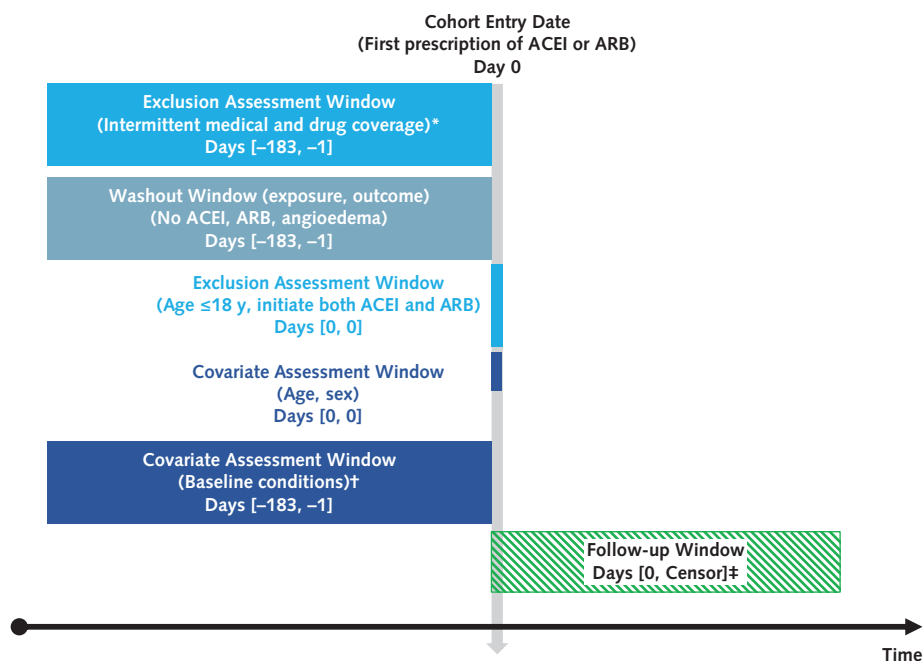 Cohort Entry Date
(First prescription of ACEI or ARB)
Day 0
Exclusion Assessment Window
(Intermittent medical and drug coverage)*
Days [–183, –1]
Washout Window (exposure, outcome)
(No ACEI, ARB, angioedema)
Days [–183, –1]
Exclusion Assessment Window
(Age ≤18 y, initiate both ACEI and ARB)
Days [0, 0]
Covariate Assessment Window
(Age, sex)
Days [0, 0]
Covariate Assessment Window
(Baseline conditions)†
Days [–183, –1]
Follow-up Window
Days [0, Censor]‡
Time